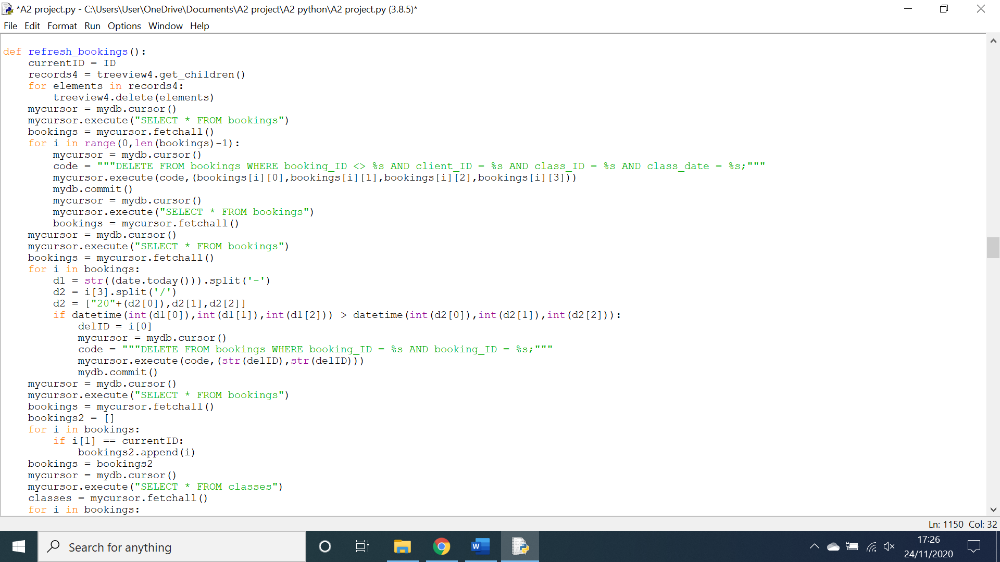 *A2 project.py - C:\Users\User\OneDrive\Documents\A2 project\A2 python\A2 project.py (3.8.5)*
File Edit Format Run Options Window Help
def refresh_bookings():
    currentID = ID
    records4 = treeview4.get_children()
    for elements in records4:
        treeview4.delete(elements)
    mycursor = mydb.cursor()
    mycursor.execute("SELECT * FROM bookings")
    bookings = mycursor.fetchall()
    for i in range(0,len(bookings)-1):
        mycursor = mydb.cursor()
        code = """DELETE FROM bookings WHERE booking_ID <> %s AND client_ID = %s AND class_ID = %s AND class_date = %s;"""
        mycursor.execute(code,(bookings[i][0],bookings[i][1],bookings[i][2],bookings[i][3]))
        mydb.commit()
        mycursor = mydb.cursor()
        mycursor.execute("SELECT * FROM bookings")
        bookings = mycursor.fetchall()
    mycursor = mydb.cursor()
    mycursor.execute("SELECT * FROM bookings")
    bookings = mycursor.fetchall()
    for i in bookings:
        d1 = str((date.today())).split('-')
        d2 = i[3].split('/')
        d2 = ["20"+(d2[0]),d2[1],d2[2]]
        if datetime(int(d1[0]),int(d1[1]),int(d1[2])) > datetime(int(d2[0]),int(d2[1]),int(d2[2])):
            delID = i[0]
            mycursor = mydb.cursor()
            code = """DELETE FROM bookings WHERE booking_ID = %s AND booking_ID = %s;"""
            mycursor.execute(code,(str(delID),str(delID)))
            mydb.commit()
    mycursor = mydb.cursor()
    mycursor.execute("SELECT * FROM bookings")
    bookings = mycursor.fetchall()
    bookings2 = []
    for i in bookings:
        if i[1] == currentID:
            bookings2.append(i)
    bookings = bookings2
    mycursor = mydb.cursor()
    mycursor.execute("SELECT * FROM classes")
    classes = mycursor.fetchall()
    for i in bookings:
Ln: 1150 Col: 32
Search for anything
W
17:26
24/11/2020